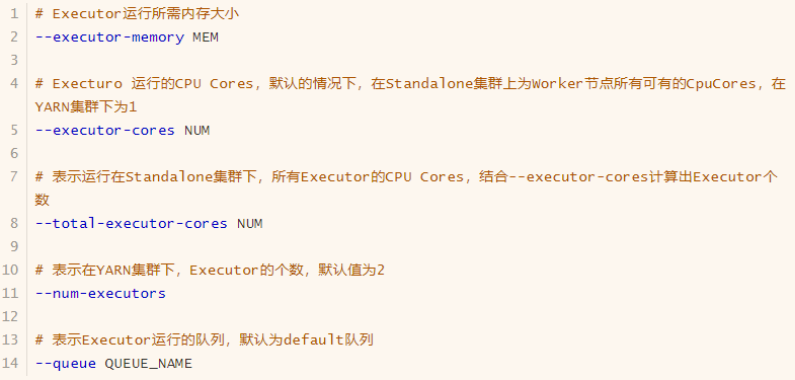 1 # Executor运行所需内存大小
2 --executor-memory MEM
3
4 # Execturo 运行的CPU Cores，默认的情况下，在Standalone集群上为Worker节点所有可有的CpuCores，在
YARN集群下为1
5 --executor-cores NUM
6
7 # 表示运行在Standalone集群下，所有Executor的CPU Cores，结合--executor-cores计算出Executor个
数
8 --total-executor-cores NUM
9
10 # 表示在YARN集群下，Executor的个数，默认值为2
11 --num-executors
12
13 # 表示Executor运行的队列，默认为default队列
14 --queue QUEUE_NAME